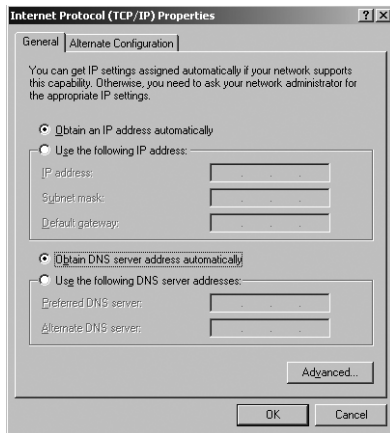 Internet Protocol (TCP/IP) Properties
General
Alternate Configuration
You can get IP settings assigned automatically if your network supports
this capability. Otherwise, you need to ask your network administrator for
the appropriate IP settings.
Obtain an IP address automatically
Use the following IP address:
IP address:
Subnet mask:
Default gateway:
Obtain DNS server address automatically
Use the following DNS server addresses:
Preferred DNS server:
Alternate DNS server:
Advanced...
OK
Cancel